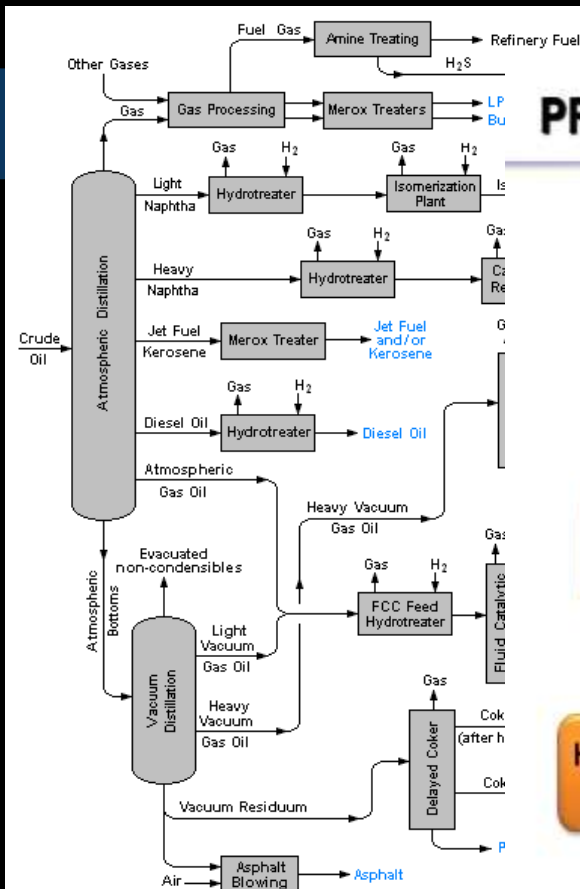 Fuel Gas
Amine Treating
Refinery Fuel
Other Gases
H2S
Gas
Gas Processing
Merox Treaters
LP
Bu
PR
Gas
H2
Gas
H2
Light
Naphtha
Hydrotreater
Isomerization
Plant
Is
Gas
H2
Gas
Heavy
Naphtha
Hydrotreater
Ca
Re
Crude
Oil
Atmospheric Distillation
Jet Fuel
Kerosene
Merox Treater
Jet Fuel
and/or
Kerosene
G
Gas
H2
Diesel Oil
Hydrotreater
Diesel Oil
Atmospheric
Gas Oil
Heavy Vacuum
Gas Oil
Atmospheric
Bottoms
Evacuated
non-condensibles
Gas
H2
Gas
FCC Feed
Hydrotreater
Fluid Catalytic
Light
Vacuum
Gas Oil
Vacuum
Distillation
Heavy
Vacuum
Gas Oil
Gas
Delayed Coker
Cok
(after h
Cok
Vacuum Residuum
P
Air
Asphalt
Blowing
Asphalt